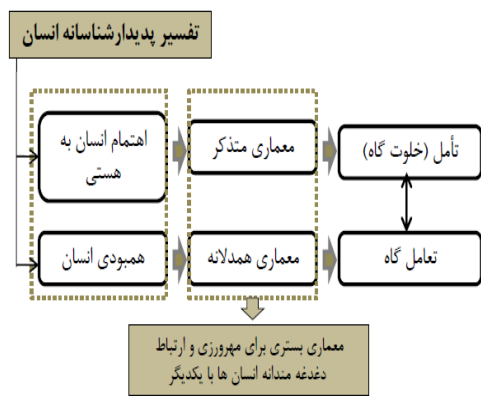 تفسیر پدیدارشناسانه انسان
اهتمام انسان به
هستی
معماری متذکر
تأمل (خلوت گاه)
همبودی انسان
معماری همدلانه
تعامل گاه
معماری بستری برای مهرورزی و ارتباط
دغدغه مندانه انسان ها با یکدیگر